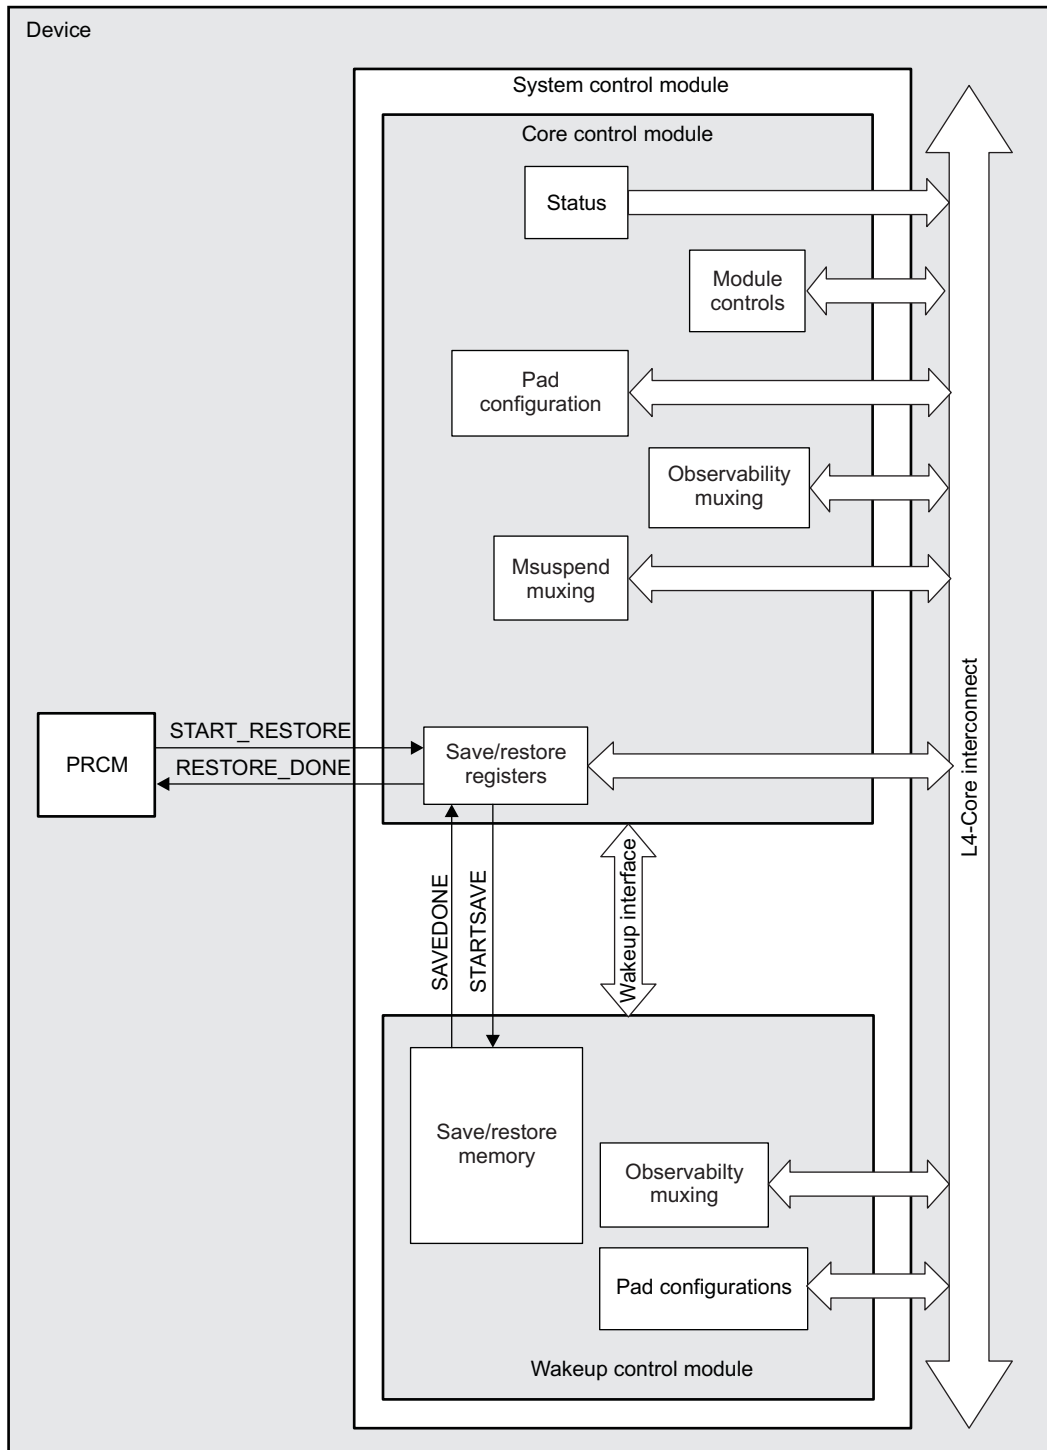 Device
System control module
Core control module
Status
Module
controls
Pad
configuration
Observability
muxing
Msuspend
muxing
L4-Core interconnect
START_RESTORE
PRCM
RESTORE_DONE
Save/restore
registers
SAVEDONE
STARTSAVE
Wakeup interface
Save/restore
memory
Observabilty
muxing
Pad configurations
Wakeup control module